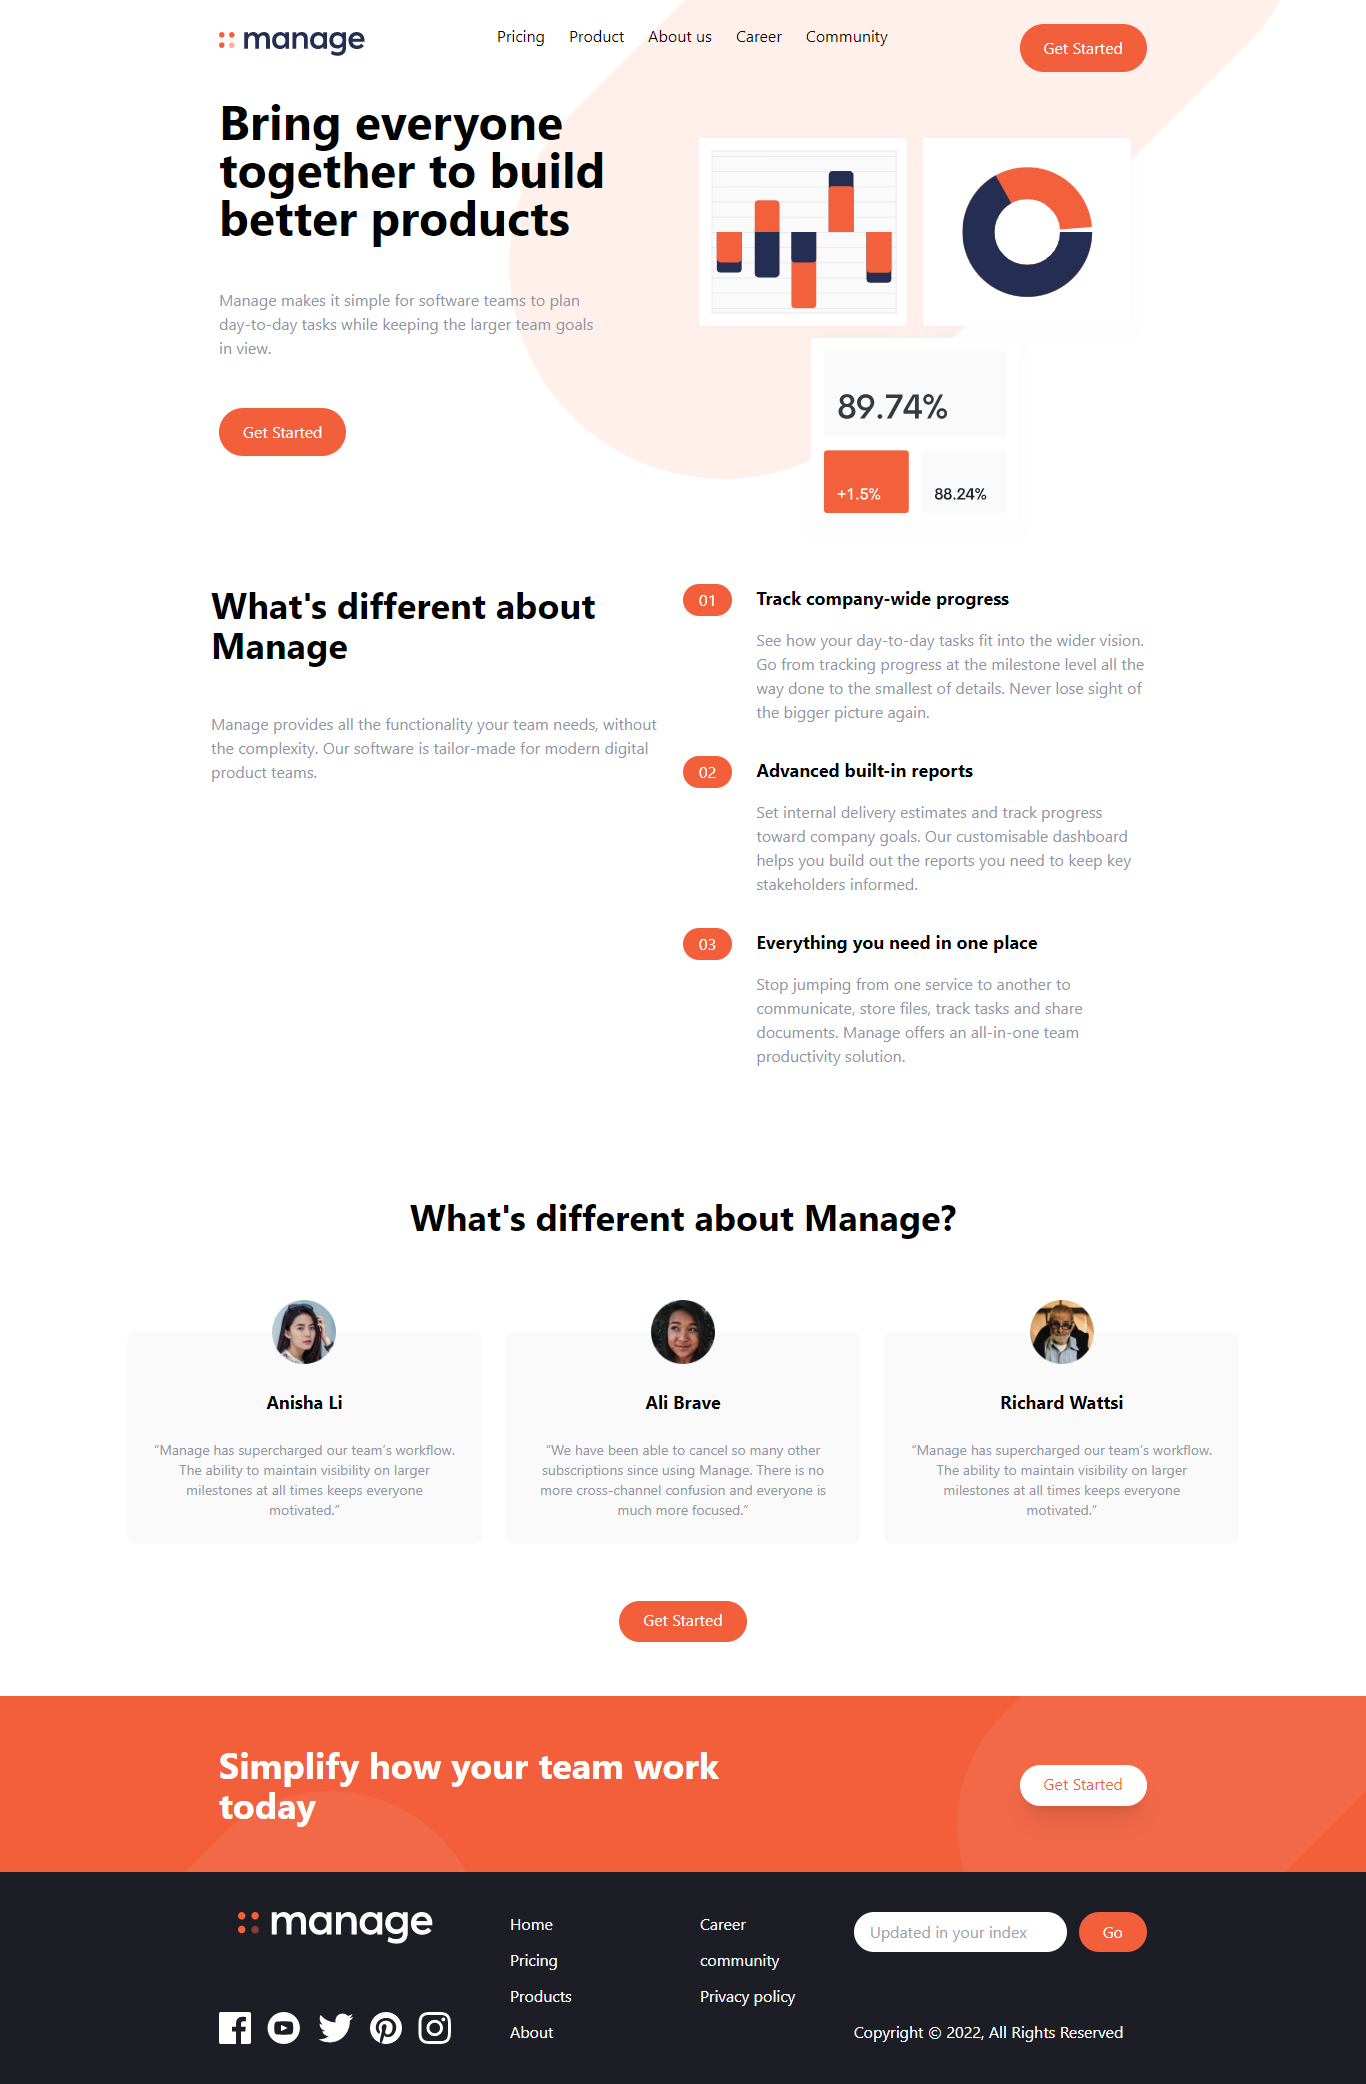 manage
Pricing Product About us Career Community
Get Started
Bring everyone
together to build
better products
Manage makes it simple for software teams to plan
day-to-day tasks while keeping the larger team goals
in view.
Get Started
89.74%
+1.5%
88.24%
What's different about
Manage
Manage provides all the functionality your team needs, without
the complexity. Our software is tailor-made for modern digital
product teams.
01
Track company-wide progress
See how your day-to-day tasks fit into the wider vision.
Go from tracking progress at the milestone level all the
way done to the smallest of details. Never lose sight of
the bigger picture again.
02
Advanced built-in reports
Set internal delivery estimates and track progress
toward company goals. Our customisable dashboard
helps you build out the reports you need to keep key
stakeholders informed.
03
Everything you need in one place
Stop jumping from one service to another to
communicate, store files, track tasks and share
documents. Manage offers an all-in-one team
productivity solution.
What's different about Manage?
Anisha Li
“Manage has supercharged our team’s workflow.
The ability to maintain visibility on larger
milestones at all times keeps everyone
motivated.”
Ali Brave
“We have been able to cancel so many other
subscriptions since using Manage. There is no
more cross-channel confusion and everyone is
much more focused.”
Richard Wattsi
“Manage has supercharged our team’s workflow.
The ability to maintain visibility on larger
milestones at all times keeps everyone
motivated.”
Get Started
Simplify how your team work
today
Get Started
manage
Home
Pricing
Products
About
Career
community
Privacy policy
Updated in your index
Go
Copyright © 2022, All Rights Reserved